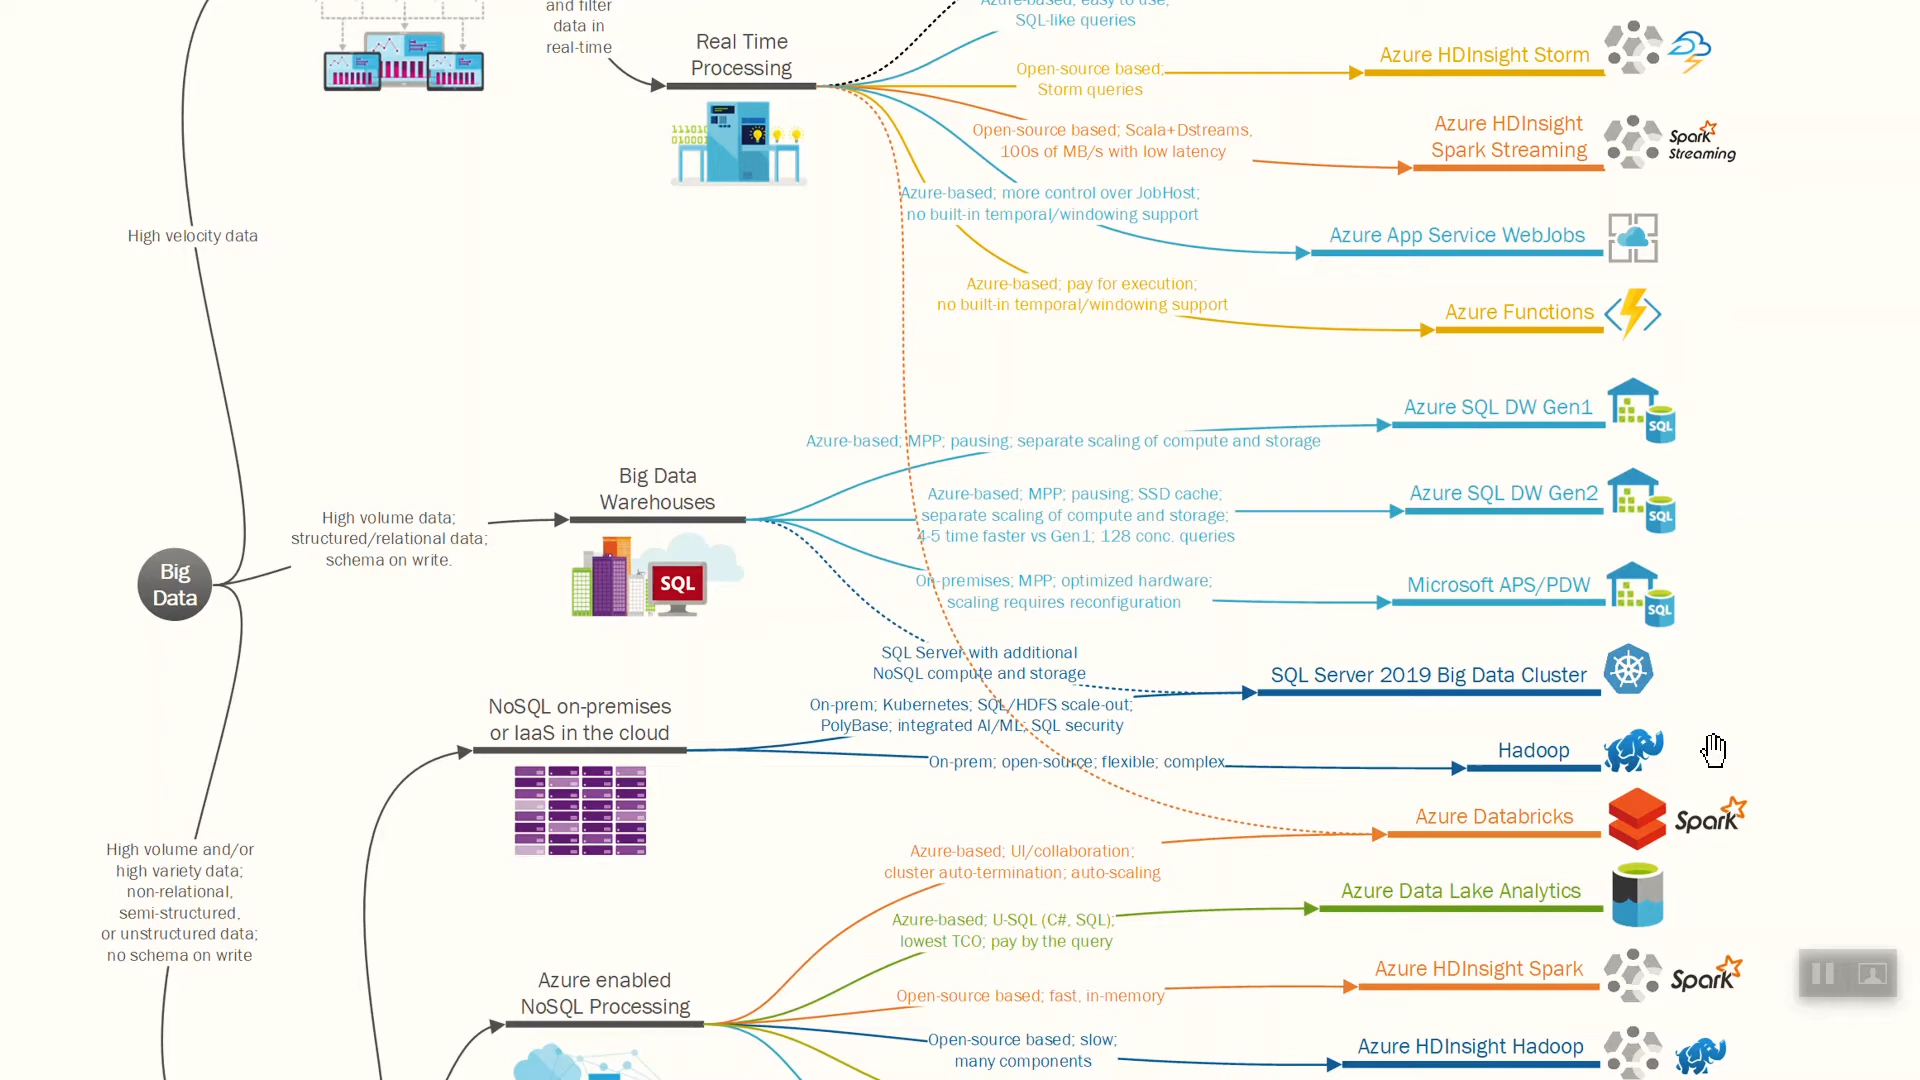 and filter
data in
real-time
Real Time
Processing
111010
01000
SQL-like queries
Open-source based;
Storm queries
Azure HDInsight Storm
Open-source based; Scala+Dstreams,
100s of MB/s with low latency
Azure HDInsight
Spark Streaming
Spark
Streaming
Azure-based; more control over JobHost;
no built-in temporal/windowing support
Azure App Service WebJobs
Azure-based; pay for execution;
no built-in temporal/windowing support
Azure Functions
High velocity data
Big
Data
High volume data;
structured/relational data;
schema on write.
Big Data
Warehouses
SQL
Azure-based; MPP; pausing; separate scaling of compute and storage
Azure SQL DW Gen1
SQL
Azure-based; MPP; pausing; SSD cache;
separate scaling of compute and storage;
4-5 time faster vs Gen1; 128 conc. queries
Azure SQL DW Gen2
SQL
On-premises; MPP; optimized hardware;
scaling requires reconfiguration
Microsoft APS/PDW
SQL
SQL Server with additional
NoSQL compute and storage
SQL Server 2019 Big Data Cluster
NoSQL on-premises
or IaaS in the cloud
On-prem; Kubernetes; SQL/HDFS scale-out;
PolyBase; integrated AI/ML; SQL security
On-prem; open-source; flexible; complex
Hadoop
High volume and/or
high variety data;
non-relational,
semi-structured,
or unstructured data;
no schema on write
Azure-based; UI/collaboration;
cluster auto-termination; auto-scaling
Azure Databricks
Spark
Azure-based; U-SQL (C#, SQL);
lowest TCO; pay by the query
Azure Data Lake Analytics
Azure enabled
NoSQL Processing
Open-source based; fast, in-memory
Azure HDInsight Spark
Spark
Open-source based; slow;
many components
Azure HDInsight Hadoop